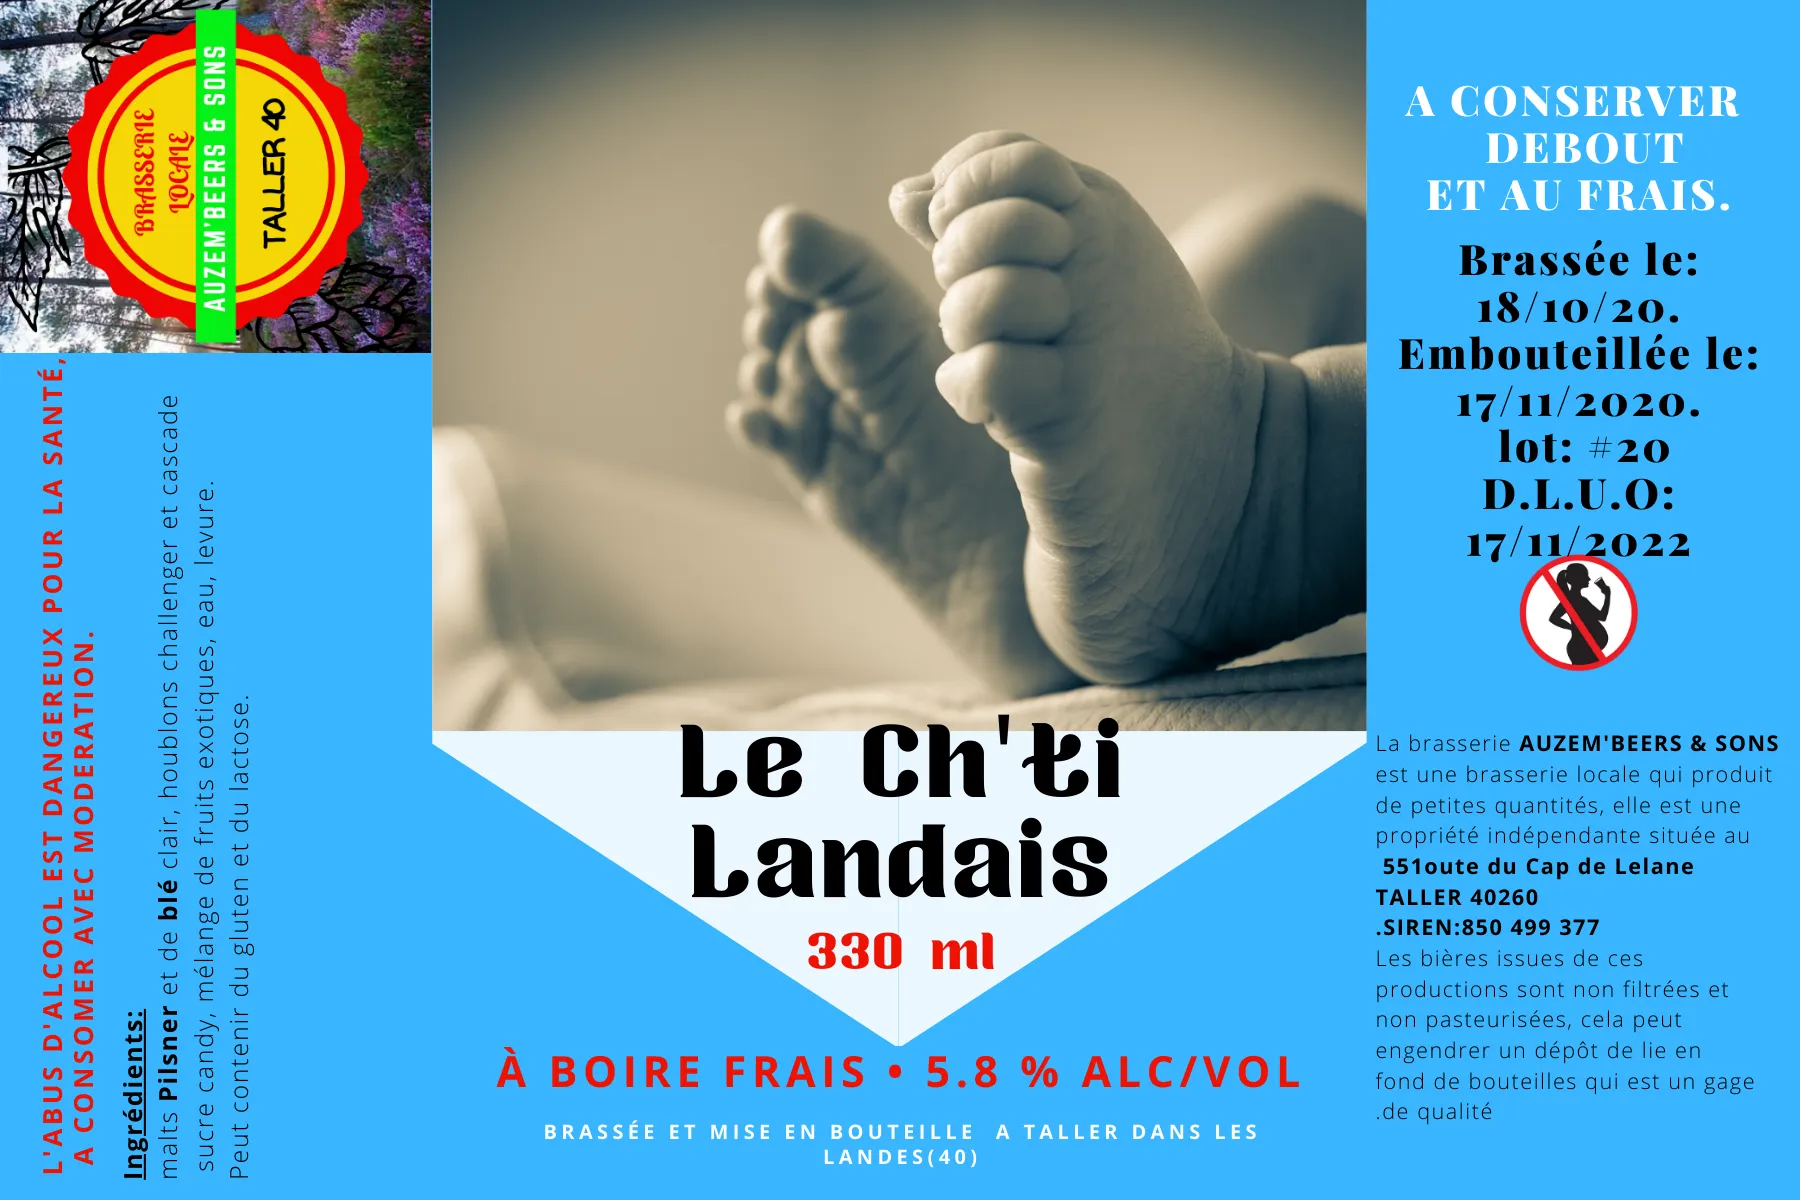 BRASSERIE
LOCALE
AUZEM'BEERS & SONS
TALLER 40
L'ABUS D'ALCOOL EST DANGEREUX POUR LA SANTÉ,
A CONSOMER AVEC MODERATION.
Ingrédients:
malts Pilsner et de blé clair, houblons challenger et cascade
sucre candy, mélange de fruits exotiques, eau, levure.
Peut contenir du gluten et du lactose.
Le Ch'ti
Landais
330 ml
À BOIRE FRAIS • 5.8 % ALC/VOL
BRASSÉE ET MISE EN BOUTEILLE A TALLER DANS LES
LANDES(40)
A CONSERVER
DEBOUT
ET AU FRAIS.
Brassée le:
18/10/20.
Embouteillée le:
17/11/2020.
lot: #20
D.L.U.O:
17/11/2022
La brasserie AUZEM'BEERS & SONS
est une brasserie locale qui produit
de petites quantités, elle est une
propriété indépendante située au
551oute du Cap de Lelane
TALLER 40260
.SIREN:850 499 377
Les bières issues de ces
productions sont non filtrées et
non pasteurisées, cela peut
engendrer un dépôt de lie en
fond de bouteilles qui est un gage
.de qualité